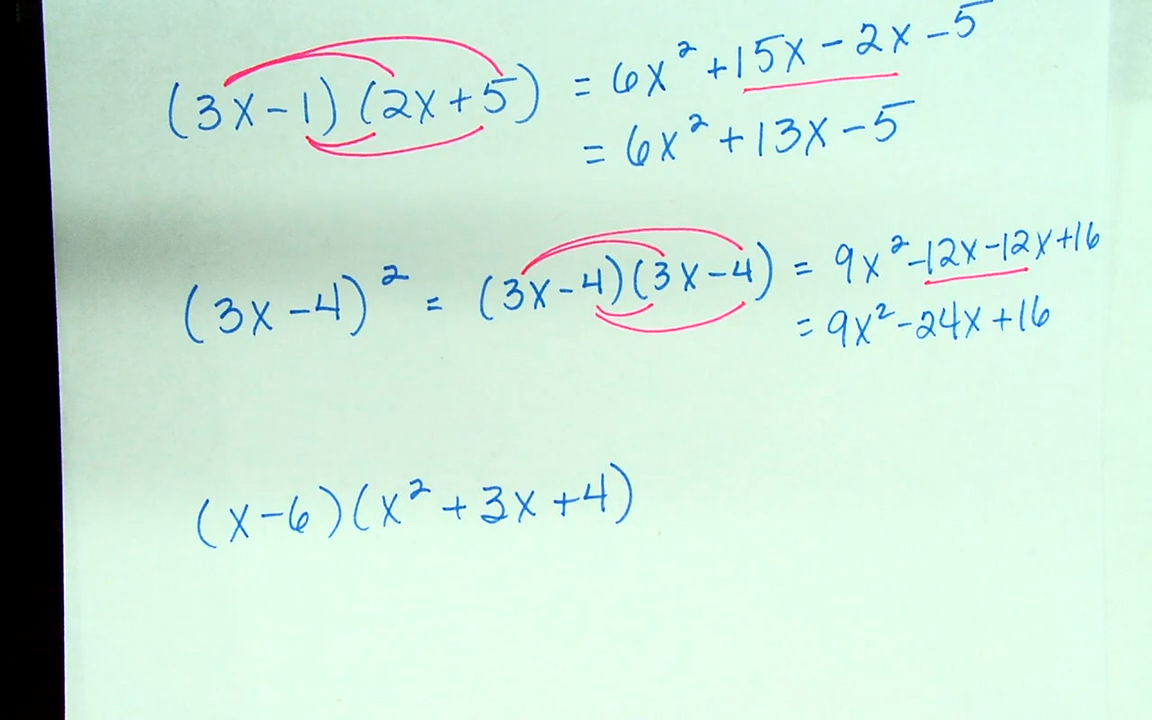 (3x-1)(2x+5) = 6x² +15x - 2x - 5
= 6x² + 13x - 5
(3x-4)² = (3x-4)(3x-4) = 9x² -12x -12x +16
= 9x² - 24x + 16
(x-6)(x² + 3x + 4)